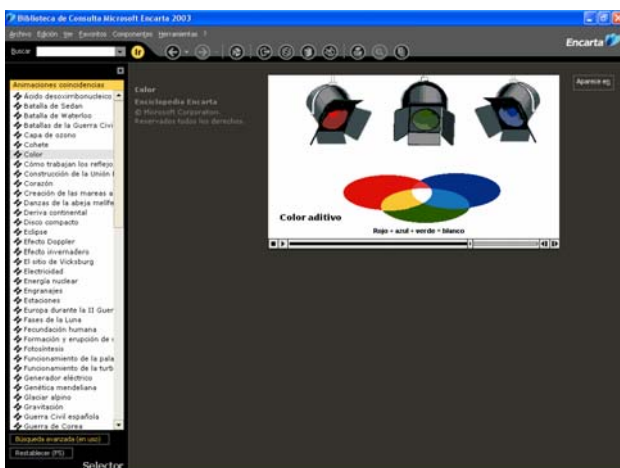 Biblioteca de Consulta Microsoft Encarta 2003
Archivo Edición Ver Favoritos Componentes Herramientas ?
Buscar
Ir
Encarta
Animaciones coincidencias
Ácido desoxirribonucleico
Batalla de Sedan
Batalla de Waterloo
Batallas de la Guerra Civi
Capa de ozono
Cohete
Color
Cómo trabajan los reflejo
Construcción de la Unión
Corazón
Creación de las mareas a
Danzas de la abeja melífe
Deriva continental
Disco compacto
Eclipse
Efecto Doppler
Efecto invernadero
El sitio de Vicksburg
Electricidad
Energía nuclear
Engranajes
Estaciones
Europa durante la II Guer
Fases de la Luna
Fecundación humana
Formación y erupción de
Fotosíntesis
Funcionamiento de la pala
Funcionamiento de la turb
Generador eléctrico
Genética mendeliana
Glaciar alpino
Gravitación
Guerra Civil española
Guerra de Corea
Búsqueda avanzada (en uso)
Restablecer (F5)
Selector
Color
Enciclopedia Encarta
© Microsoft Corporation.
Reservados todos los derechos.
Aparece en
Color aditivo
Rojo + azul + verde = blanco